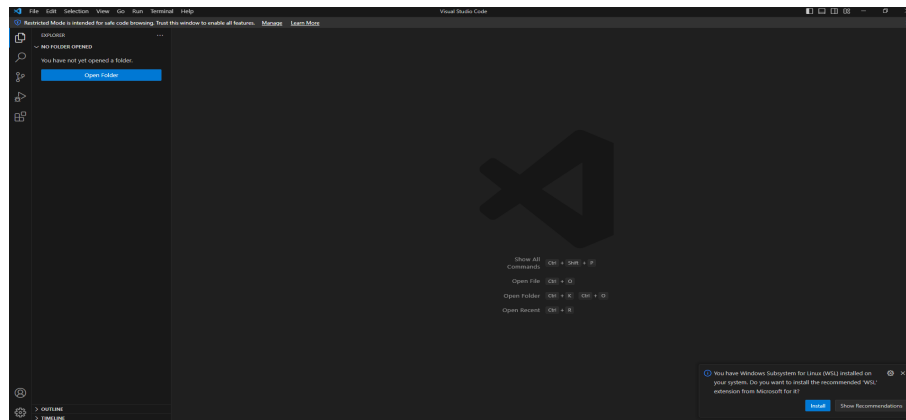 File Edit Selection View Go Run Terminal Help
Visual Studio Code
Restricted Mode is intended for safe code browsing. Trust this window to enable all features. Manage Learn More
EXPLORER
NO FOLDER OPENED
You have not yet opened a folder.
Open Folder
Show All
Commands Ctrl + Shift + P
Open File Ctrl + O
Open Folder Ctrl + K Ctrl + O
Open Recent Ctrl + R
You have Windows Subsystem for Linux (WSL) installed on
your system. Do you want to install the recommended 'WSL'
extension from Microsoft for it?
Install Show Recommendations
OUTLINE
TIMELINE